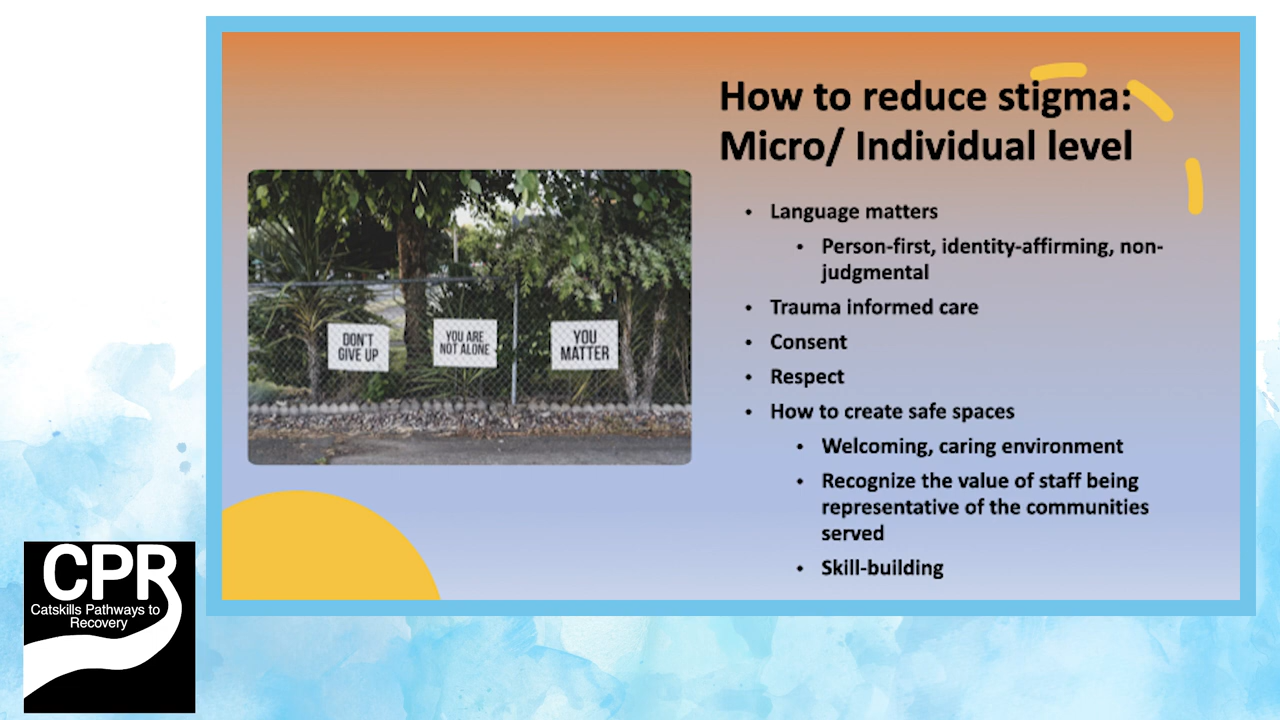 How to reduce stigma:
Micro/ Individual level
• Language matters
• Person-first, identity-affirming, non-
judgmental
• Trauma informed care
• Consent
• Respect
• How to create safe spaces
• Welcoming, caring environment
• Recognize the value of staff being
representative of the communities
served
• Skill-building
DON'T
GIVE UP
YOU ARE
NOT ALONE
YOU
MATTER
CPR
Catskills Pathways to
Recovery